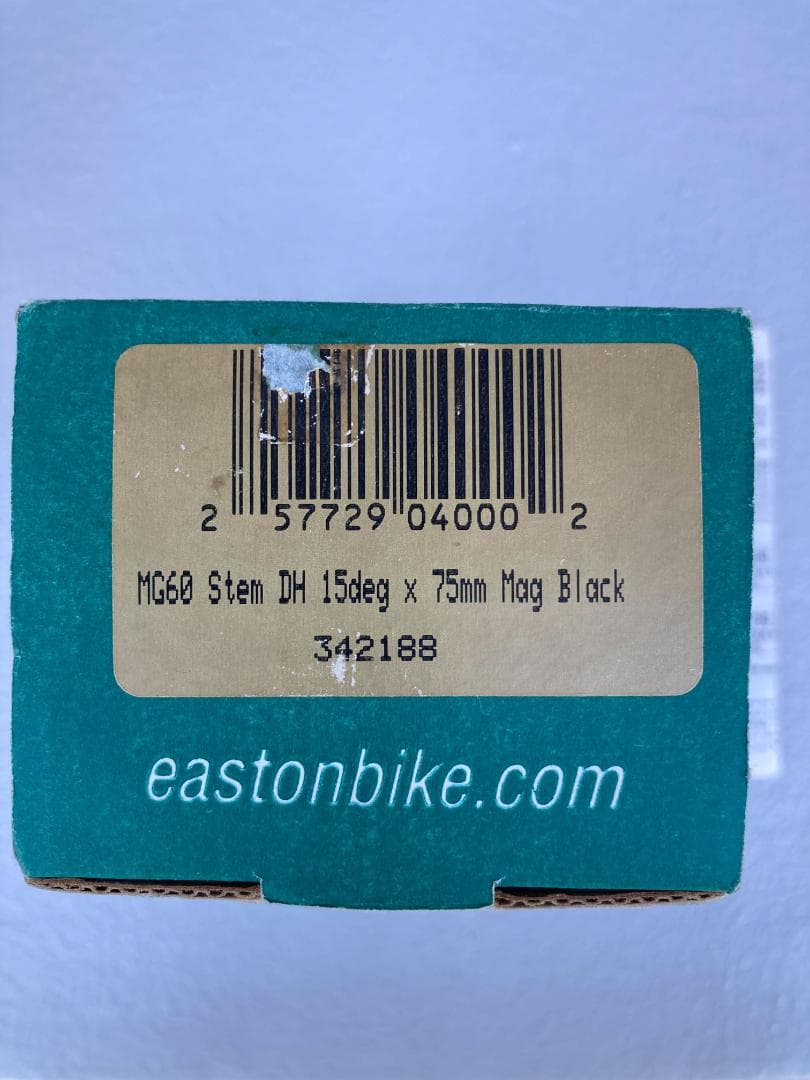 2 57729 04000 2
MG60 Stem DH 15deg x 75mm Mag Black
342188
eastonbike.com